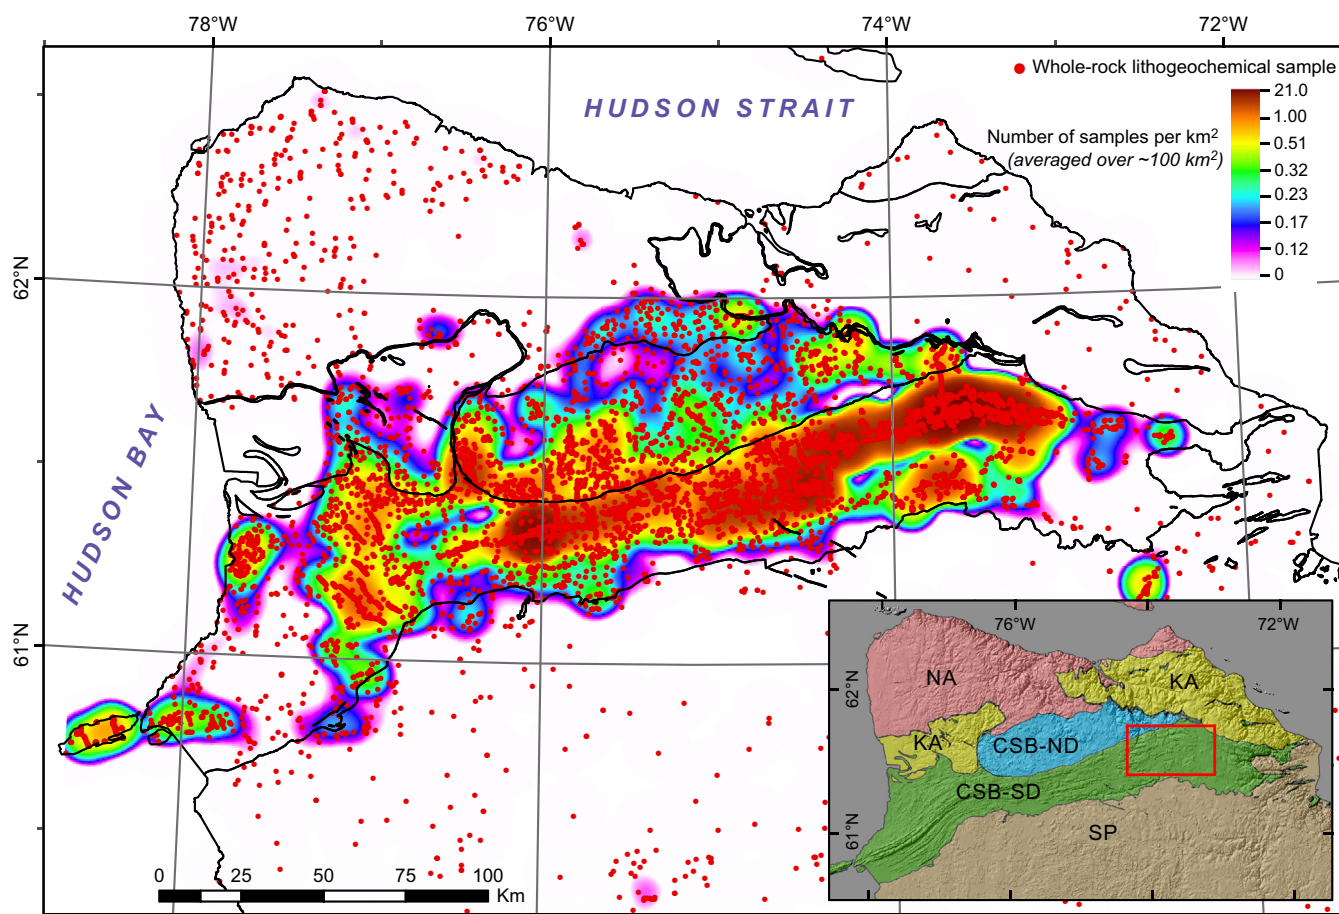 78°W
76°W
74°W
72°W
Whole-rock lithogeochemical sample
HUDSON STRAIT
Number of samples per km²
(averaged over ~100 km²)
21.0
1.00
0.51
0.32
0.23
0.17
0.12
0
62°N
HUDSON BAY
61°N
76°W
72°W
62°N
NA
KA
KA
CSB-ND
CSB-SD
61°N
SP
76°W
72°W
0
25
50
75
100
Km